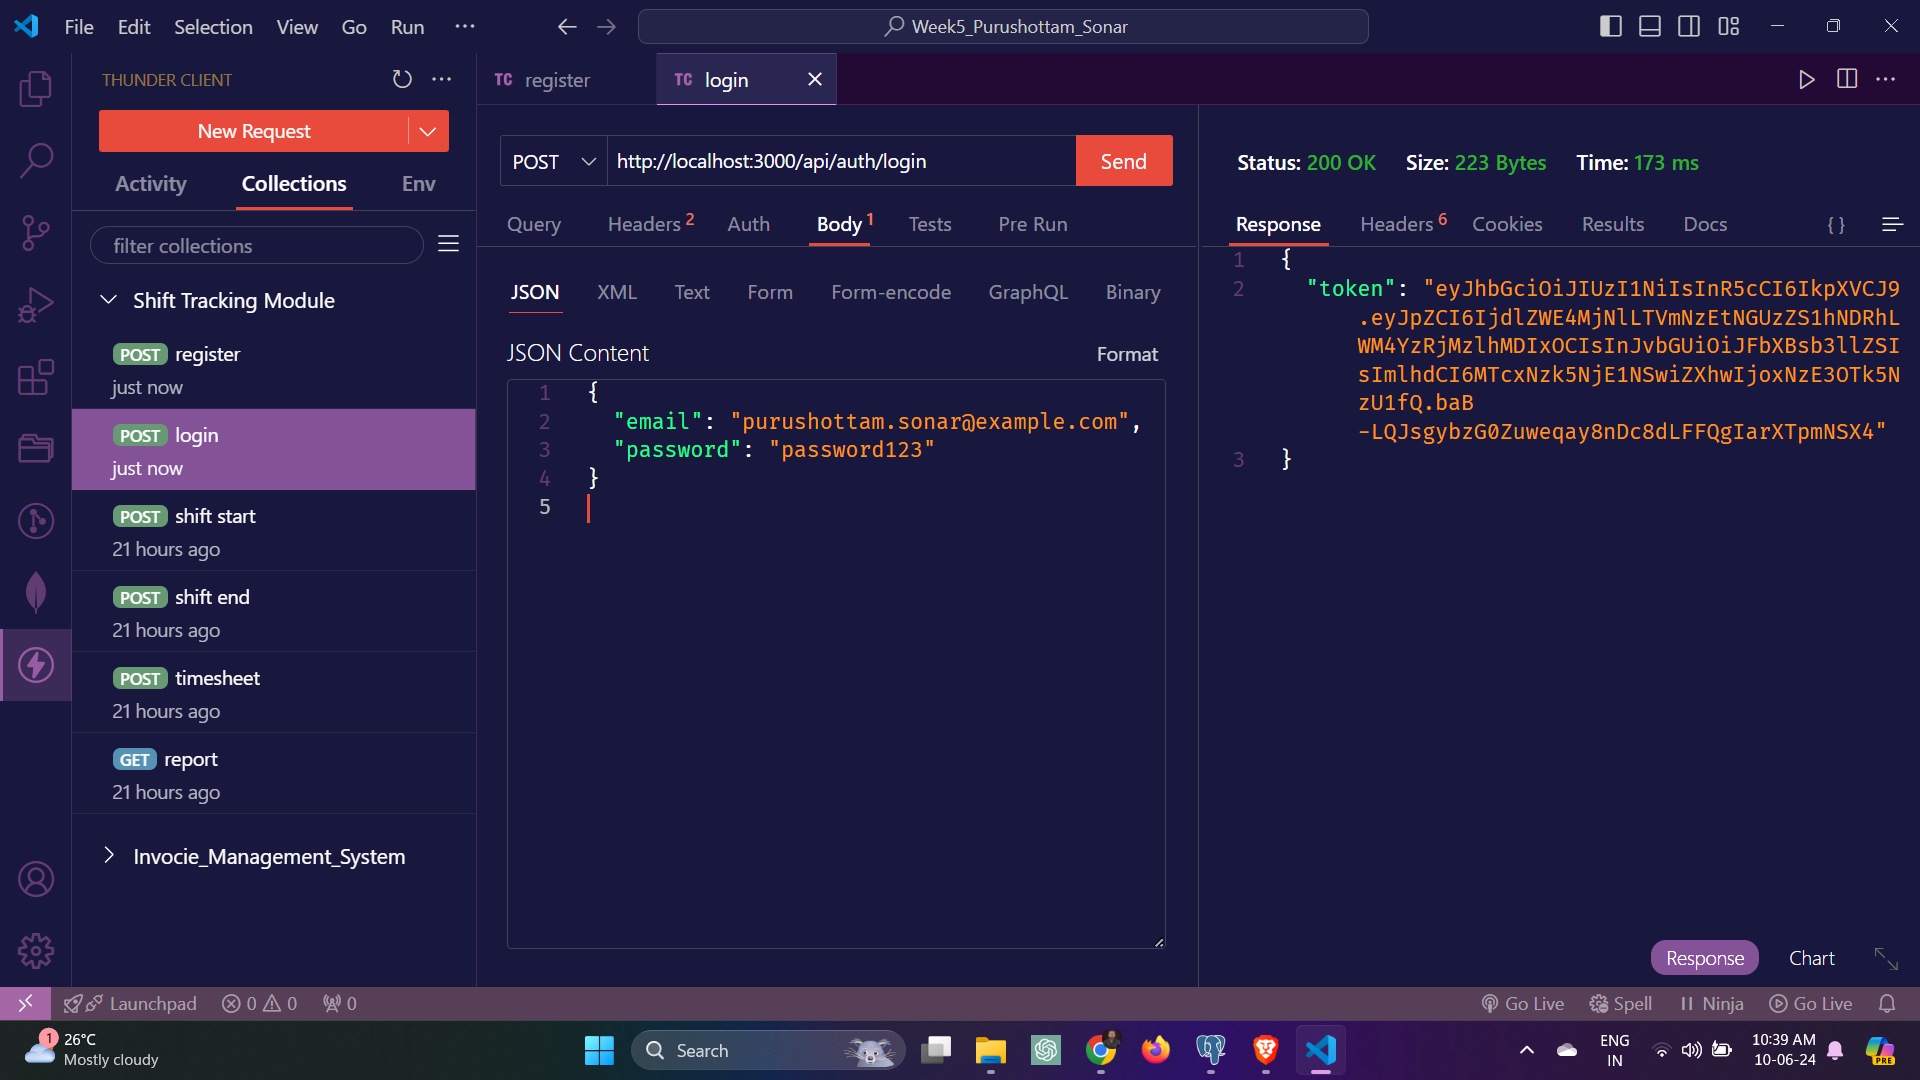 File Edit Selection View Go Run ···
Week5_Purushottam_Sonar
THUNDER CLIENT
New Request
Activity Collections Env
filter collections
Shift Tracking Module
POST register
just now
POST login
just now
POST shift start
21 hours ago
POST shift end
21 hours ago
POST timesheet
21 hours ago
GET report
21 hours ago
Invocie_Management_System
TC register
TC login
POST http://localhost:3000/api/auth/login Send
Query Headers 2 Auth Body 1 Tests Pre Run
JSON XML Text Form Form-encode GraphQL Binary
JSON Content Format
1 {
2 "email": "purushottam.sonar@example.com",
3 "password": "password123"
4 }
5
Status: 200 OK Size: 223 Bytes Time: 173 ms
Response Headers 6 Cookies Results Docs { }
1 {
2 "token": "eyJhbGciOiJIUzI1NiIsInR5cCI6IkpXVCJ9
.eyJpZCI6IjdlZWE4MjNlLTVmNzEtNGUzZS1hNDRhL
WM4YzRjMzlhMDIxOCIsInJvbGUiOiJFbXBsb3llZSI
sImlhdCI6MTcxNzk5NjE1NSwiZXhwIjoxNzE3OTk5N
zU1fQ.baB
-LQJsgybzG0Zuweqay8nDc8dLFFQgIarXTpmNSX4"
3 }
Response Chart
Launchpad 0 0 0
Go Live Spell Ninja Go Live
1 26°C
Mostly cloudy
Search
ENG
IN
10:39 AM
10-06-24
PRE